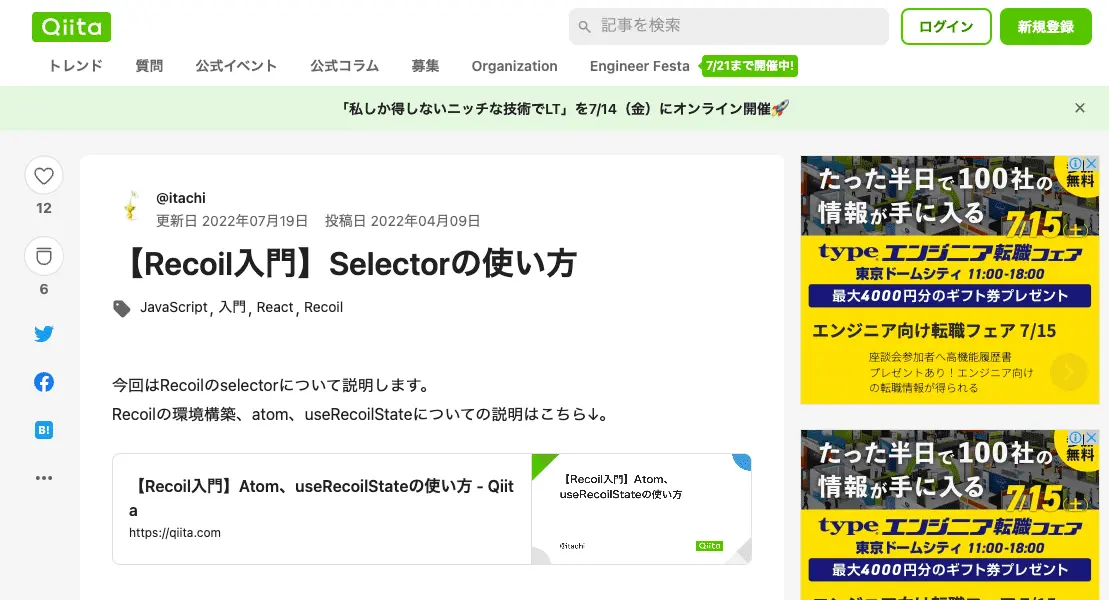 Qiita
記事を検索
ログイン
新規登録
トレンド
質問
公式イベント
公式コラム
募集
Organization
Engineer Festa
7/21まで開催中!
「私しか得しないニッチな技術でLT」を7/14（金）にオンライン開催🚀
12
6
B!
@itachi
更新日 2022年07月19日 投稿日 2022年04月09日
【Recoil入門】Selectorの使い方
JavaScript, 入門, React, Recoil
今回はRecoilのselectorについて説明します。
Recoilの環境構築、atom、useRecoilStateについての説明はこちら↓。
【Recoil入門】Atom、useRecoilStateの使い方 - Qiit
a
https://qiita.com
【Recoil入門】Atom、
useRecoilStateの使い方
@itachi
Qiita
たった半日で100社の
無料
情報が手に入る
7/15（土）
type エンジニア転職フェア
東京ドームシティ 11:00-18:00
最大4000円分のギフト券プレゼント
エンジニア向け転職フェア 7/15
座談会参加者へ高機能履歴書
プレゼントあり！エンジニア向け
の転職情報が得られる
たった半日で100社の
無料
情報が手に入る
7/15（土）
type エンジニア転職フェア
東京ドームシティ 11:00-18:00
最大4000円分のギフト券プレゼント